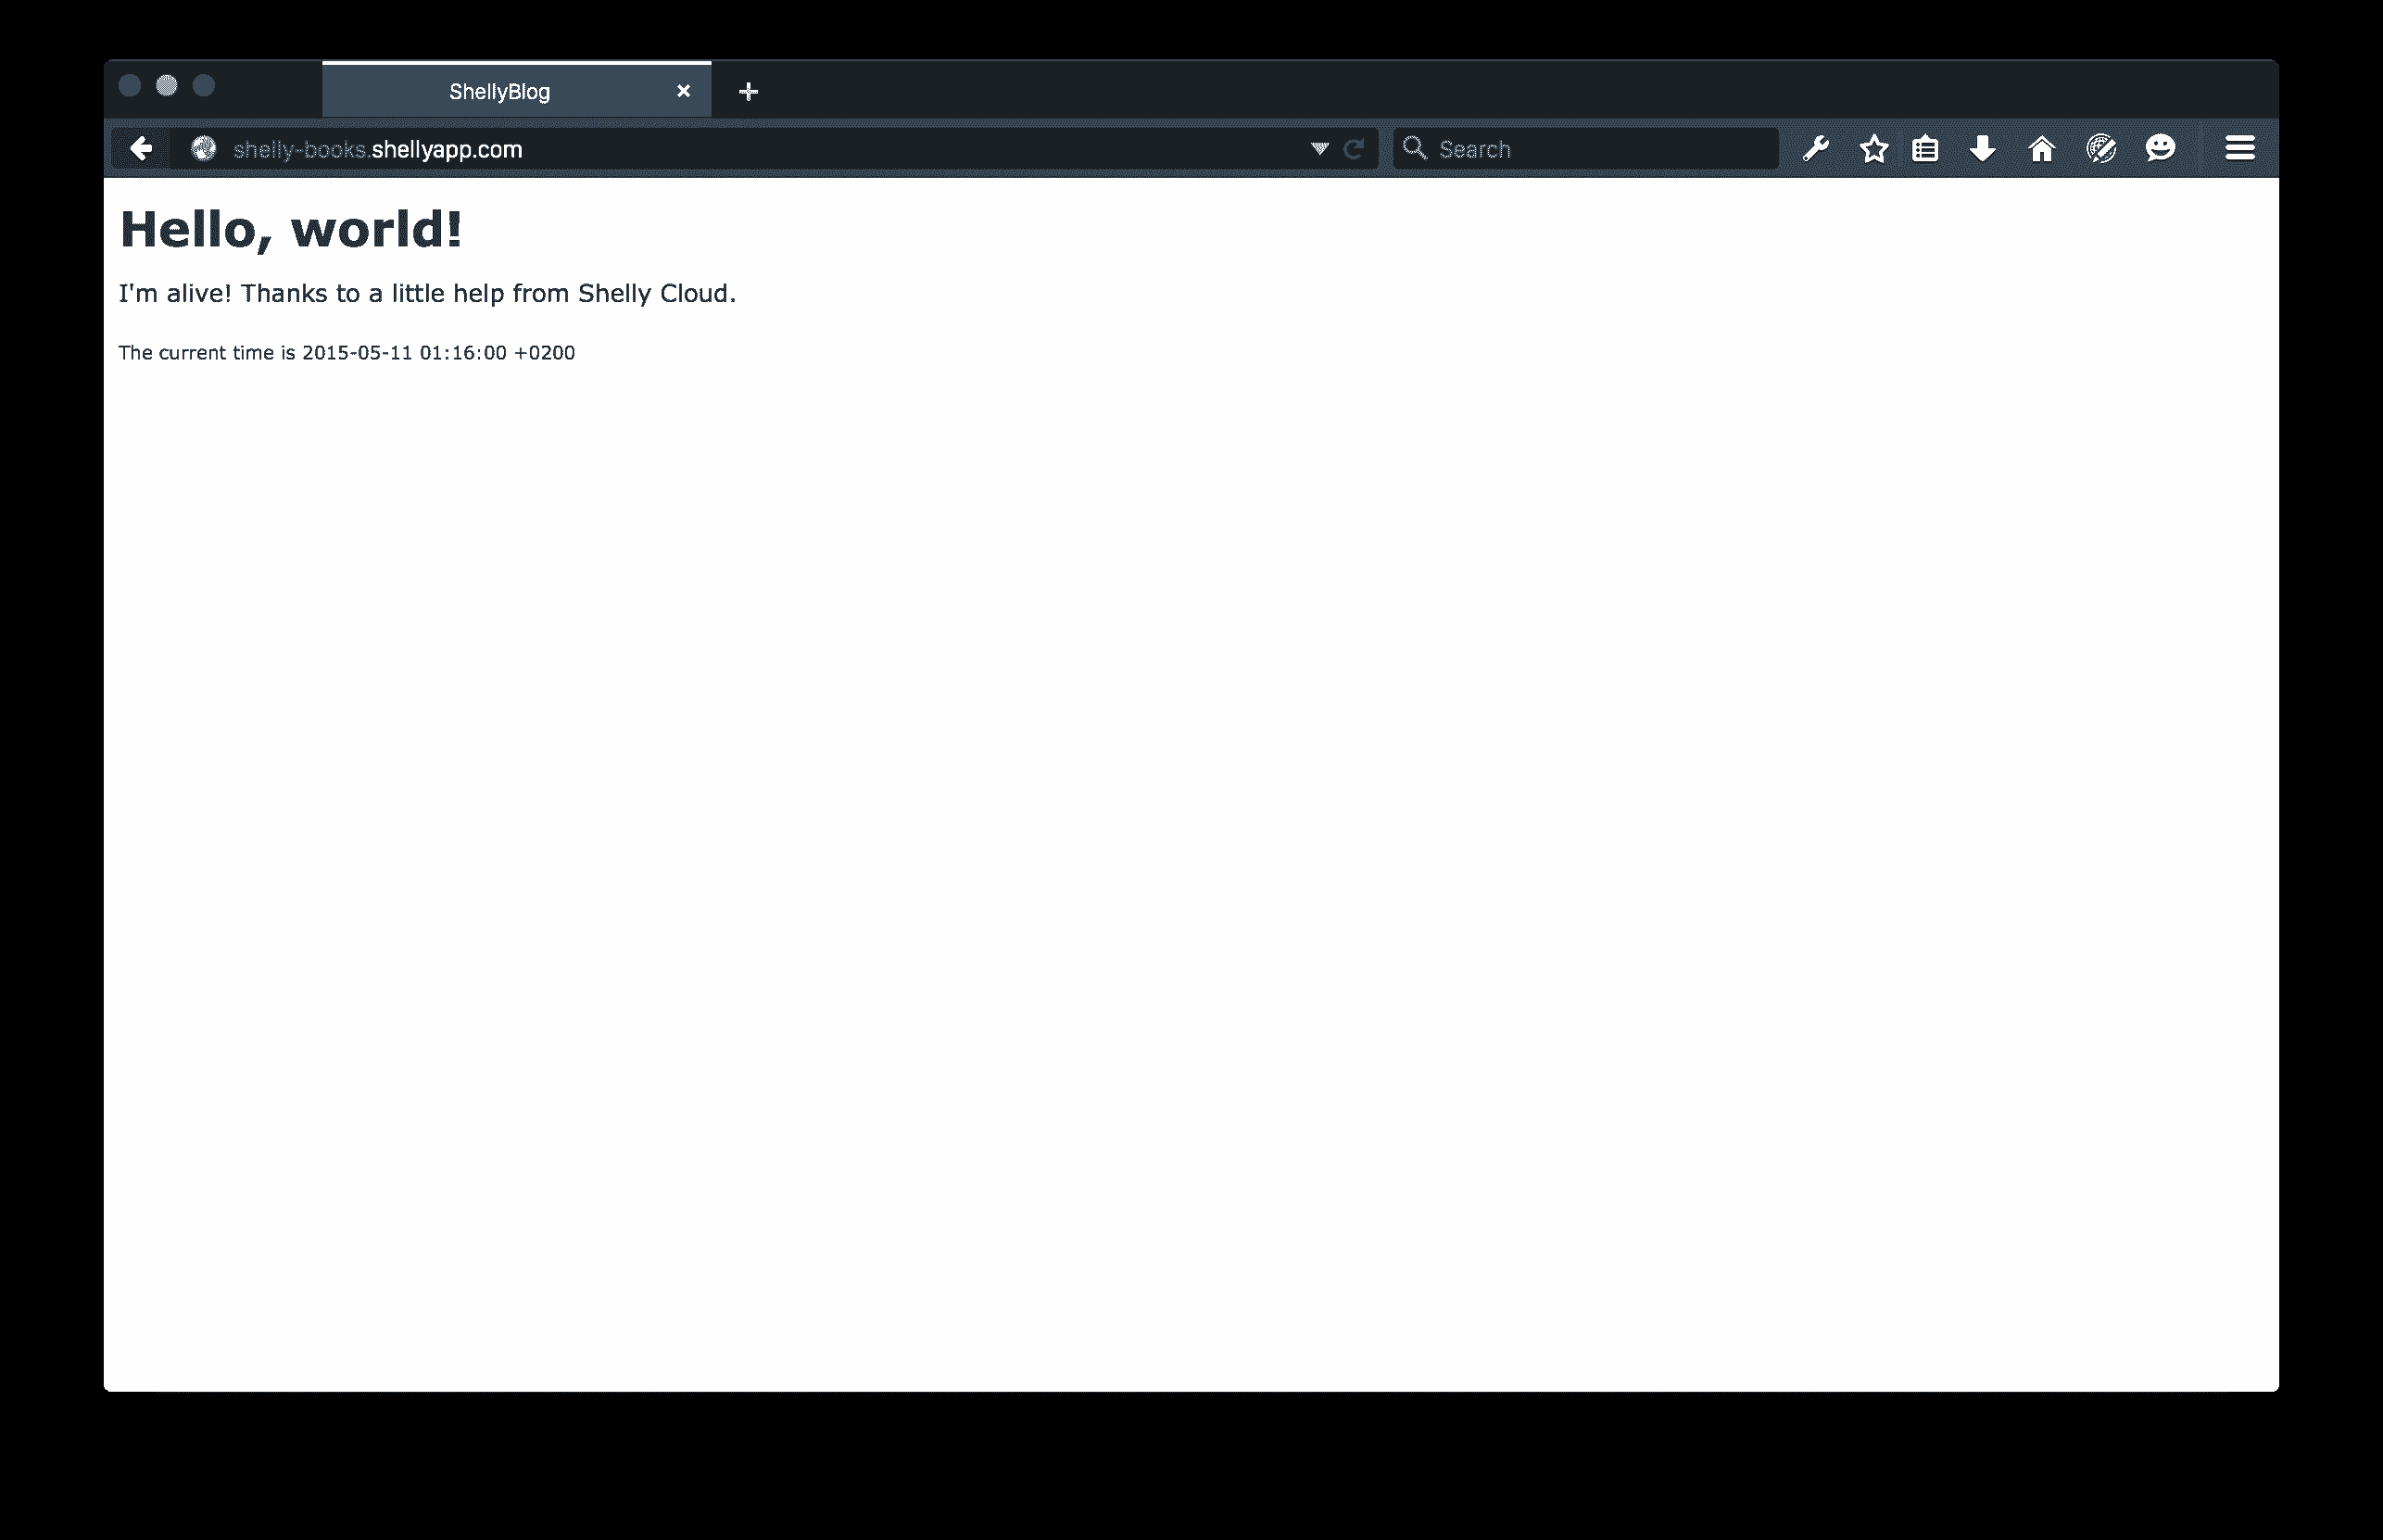 ShellyBlog
shelly-books.shellyapp.com
Search
Hello, world!
I'm alive! Thanks to a little help from Shelly Cloud.
The current time is 2015-05-11 01:16:00 +0200